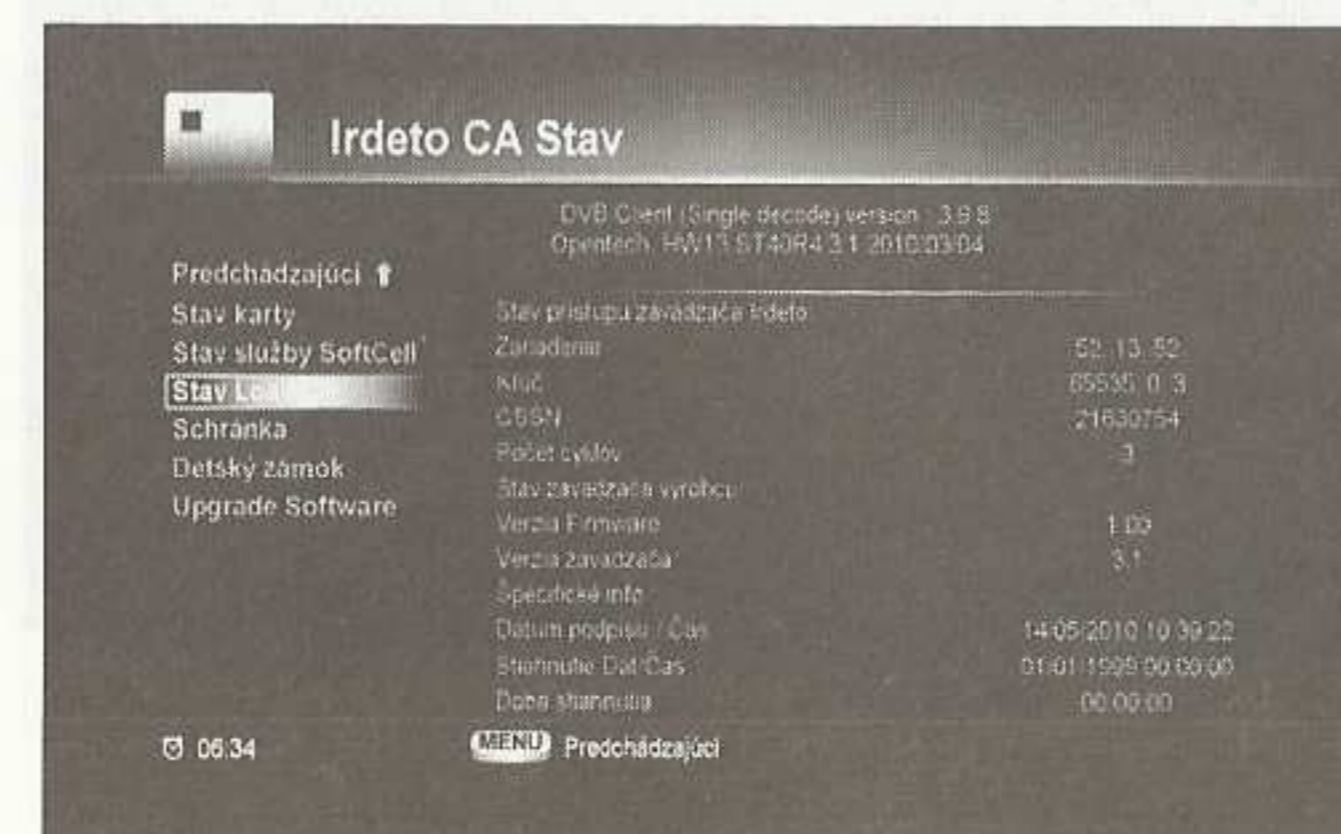 Irdeto CA Stav
DVB Client (Single decode) version : 3.9.8
Opentech, HW13 ST40R4 3.1 2010/03/04
Predchádzajúci ⬆
Stav karty
Stav služby SoftCell
Stav
Schránka
Detský zámok
Upgrade Software
Stav prístupu zavádzača Irdeto
Zariadenie 52. 13. 52
Kľúč 65535. 0. 3
CSSN 21630754
Počet cyklov 3
Stav zavádzača výrobcu
Verzia Firmware 1.00
Verzia zavádzača 3.1
Špecifické info
Dátum podpisu / Čas 14/05/2010 10:39:22
Stiahnutie Dát/Čas 01/01/1999 00:00:00
Doba stiahnutia 00:00:00
06:34
MENU Predchádzajúci